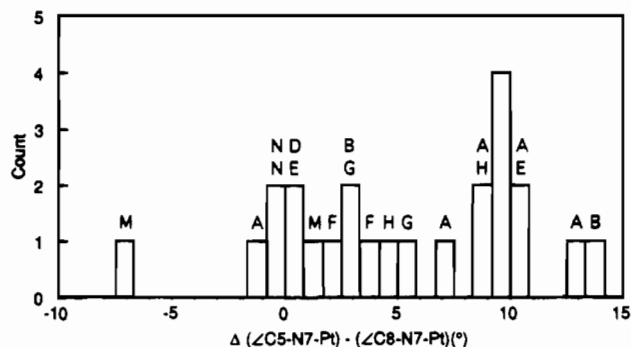 5
4
3
2
1
0
Count
N D B A A
N E G H E
M A M F F H G A A B
-10 -5 0 5 10 15
Δ (∠C5-N7-Pt) - (∠C8-N7-Pt)(°)